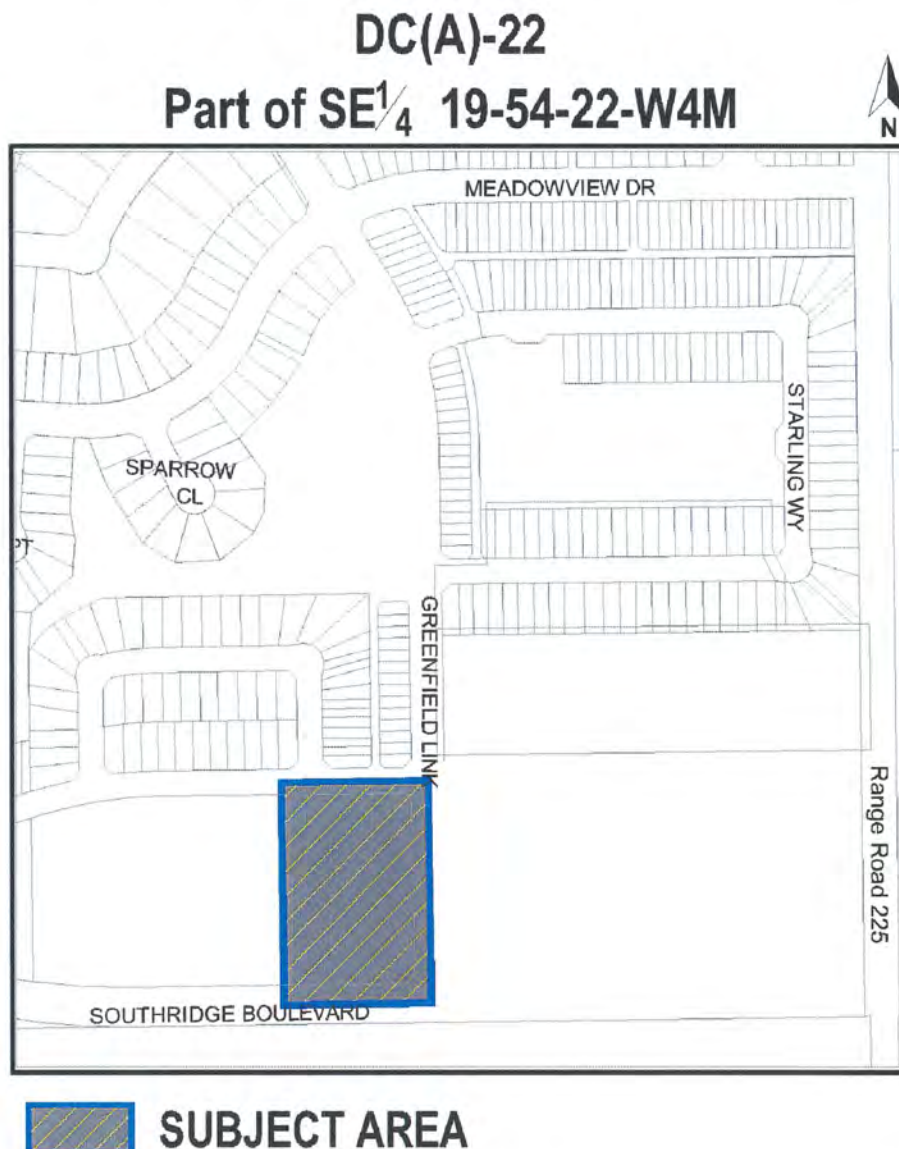 DC(A)-22
Part of SE1/4 19-54-22-W4M
N
MEADOWVIEW DR
STARLING WY
SPARROW
CL
PT
GREENFIELD LINK
Range Road 225
SOUTHRIDGE BOULEVARD
SUBJECT AREA